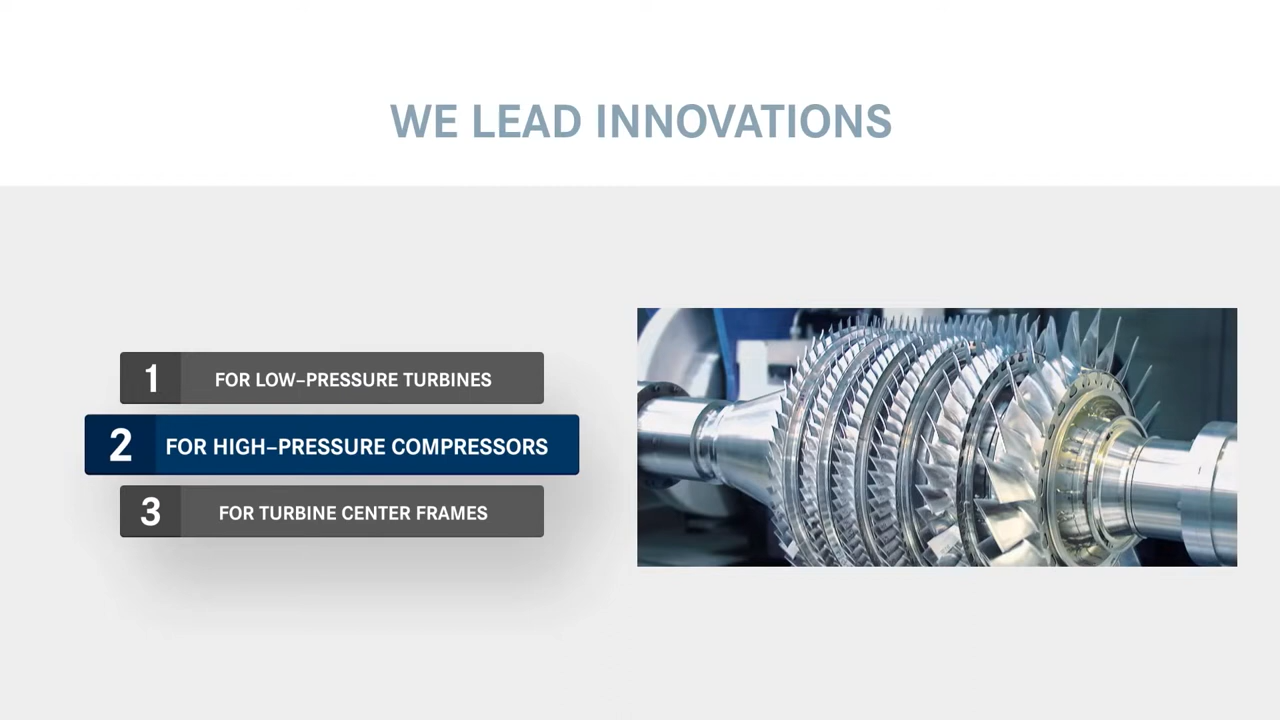 WE LEAD INNOVATIONS
1 FOR LOW-PRESSURE TURBINES
2 FOR HIGH-PRESSURE COMPRESSORS
3 FOR TURBINE CENTER FRAMES